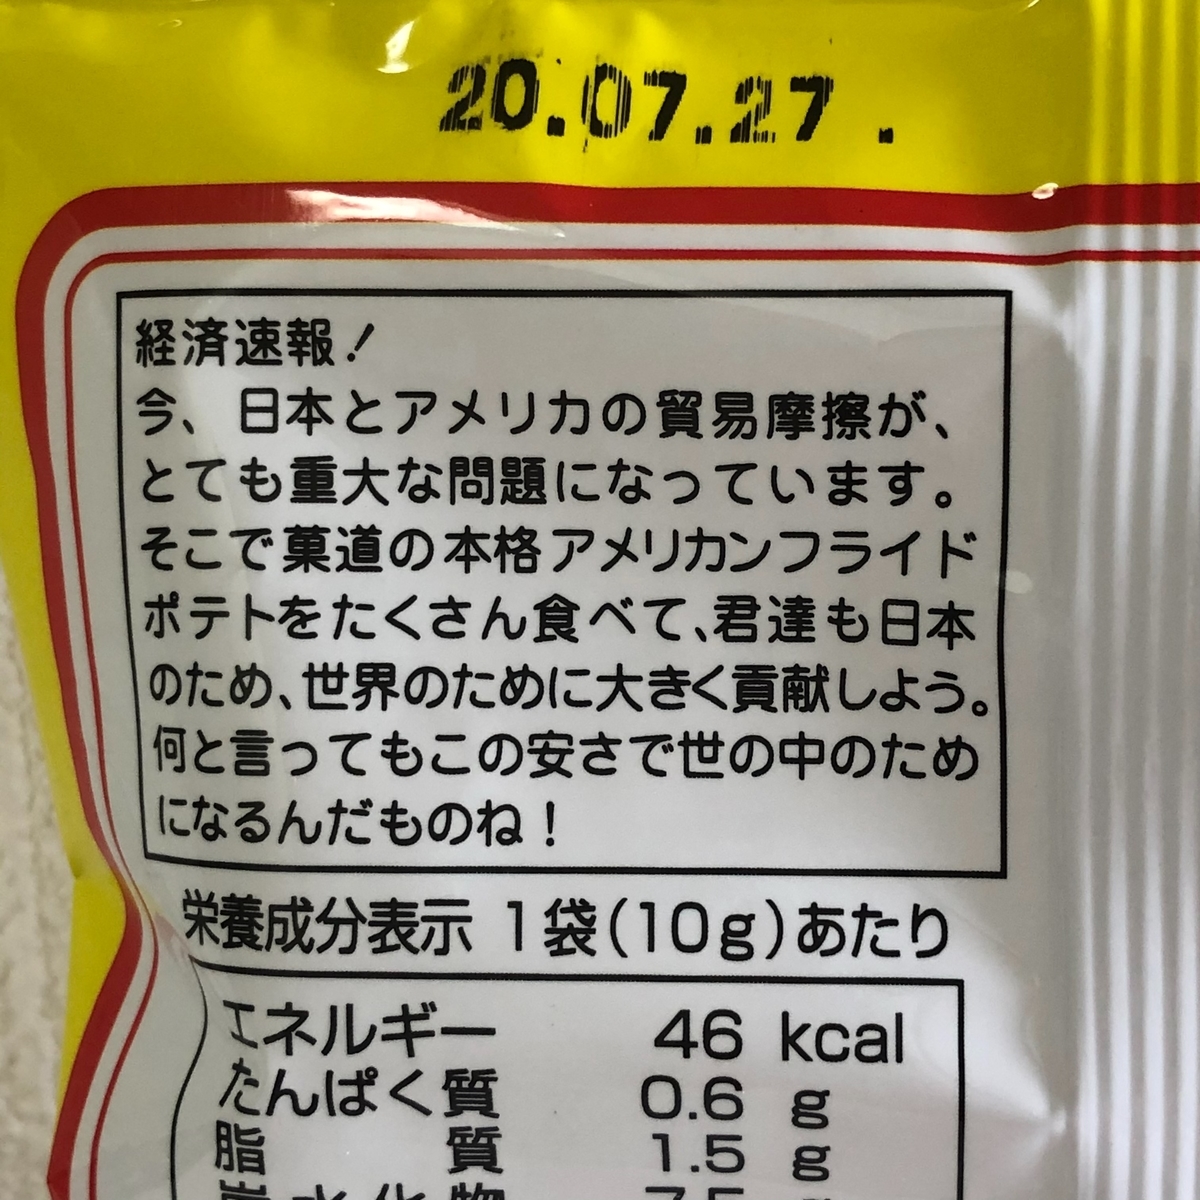 20.07.27 .
経済速報!
今、日本とアメリカの貿易摩擦が、
とても重大な問題になっています。
そこで菓道の本格アメリカンフライド
ポテトをたくさん食べて、君達も日本
のため、世界のために大きく貢献しよう。
何と言ってもこの安さで世の中のため
になるんだものね!
栄養成分表示 1袋(10g)あたり
エネルギー 46 kcal
たんぱく質 0.6 g
脂質 1.5 g
炭水化物